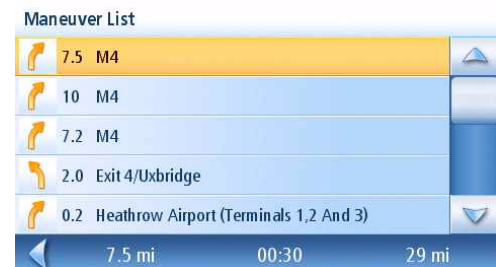 Maneuver List
7.5 M4
10 M4
7.2 M4
2.0 Exit 4/Uxbridge
0.2 Heathrow Airport (Terminals 1,2 And 3)
7.5 mi 00:30 29 mi